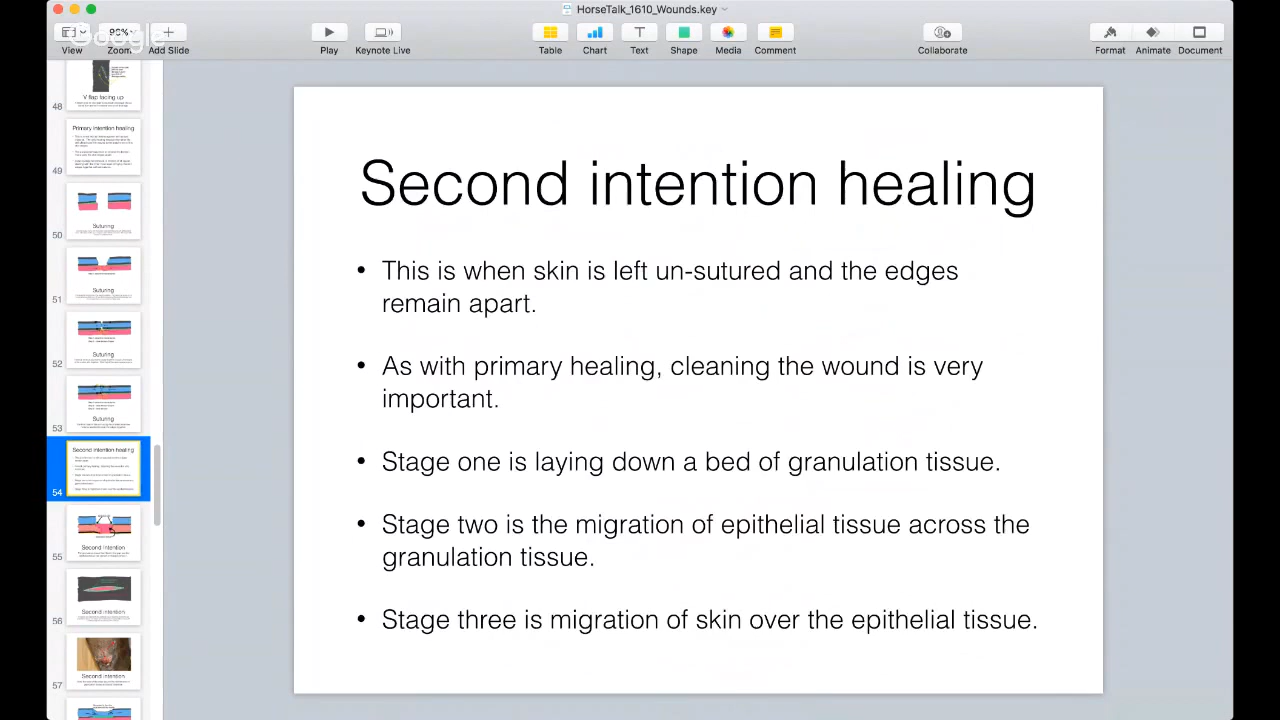 HorseTalk_1610_Wounds.key
Google
90%
View
Zoom
Add Slide
Play
Keynote Live
Table
Chart
Text
Shape
Media
Comment
Collaborate
Format
Animate
Document
V flap facing up
48
Primary intention healing
49
Suturing
50
Suturing
51
Suturing
52
Suturing
53
Second intention healing
54
Second Intention
55
Second intention
56
Second intention
57
Second intention healing
• This is when skin is left un-sutured and the edges
remain apart.
• As with primary healing, cleaning the wound is very
important.
• Stage one is laying down a bed of granulation tissue.
• Stage two is the migration of epithelial tissue across the
granulation tissue.
• Stage three is migration of skin over the epithelial tissue.